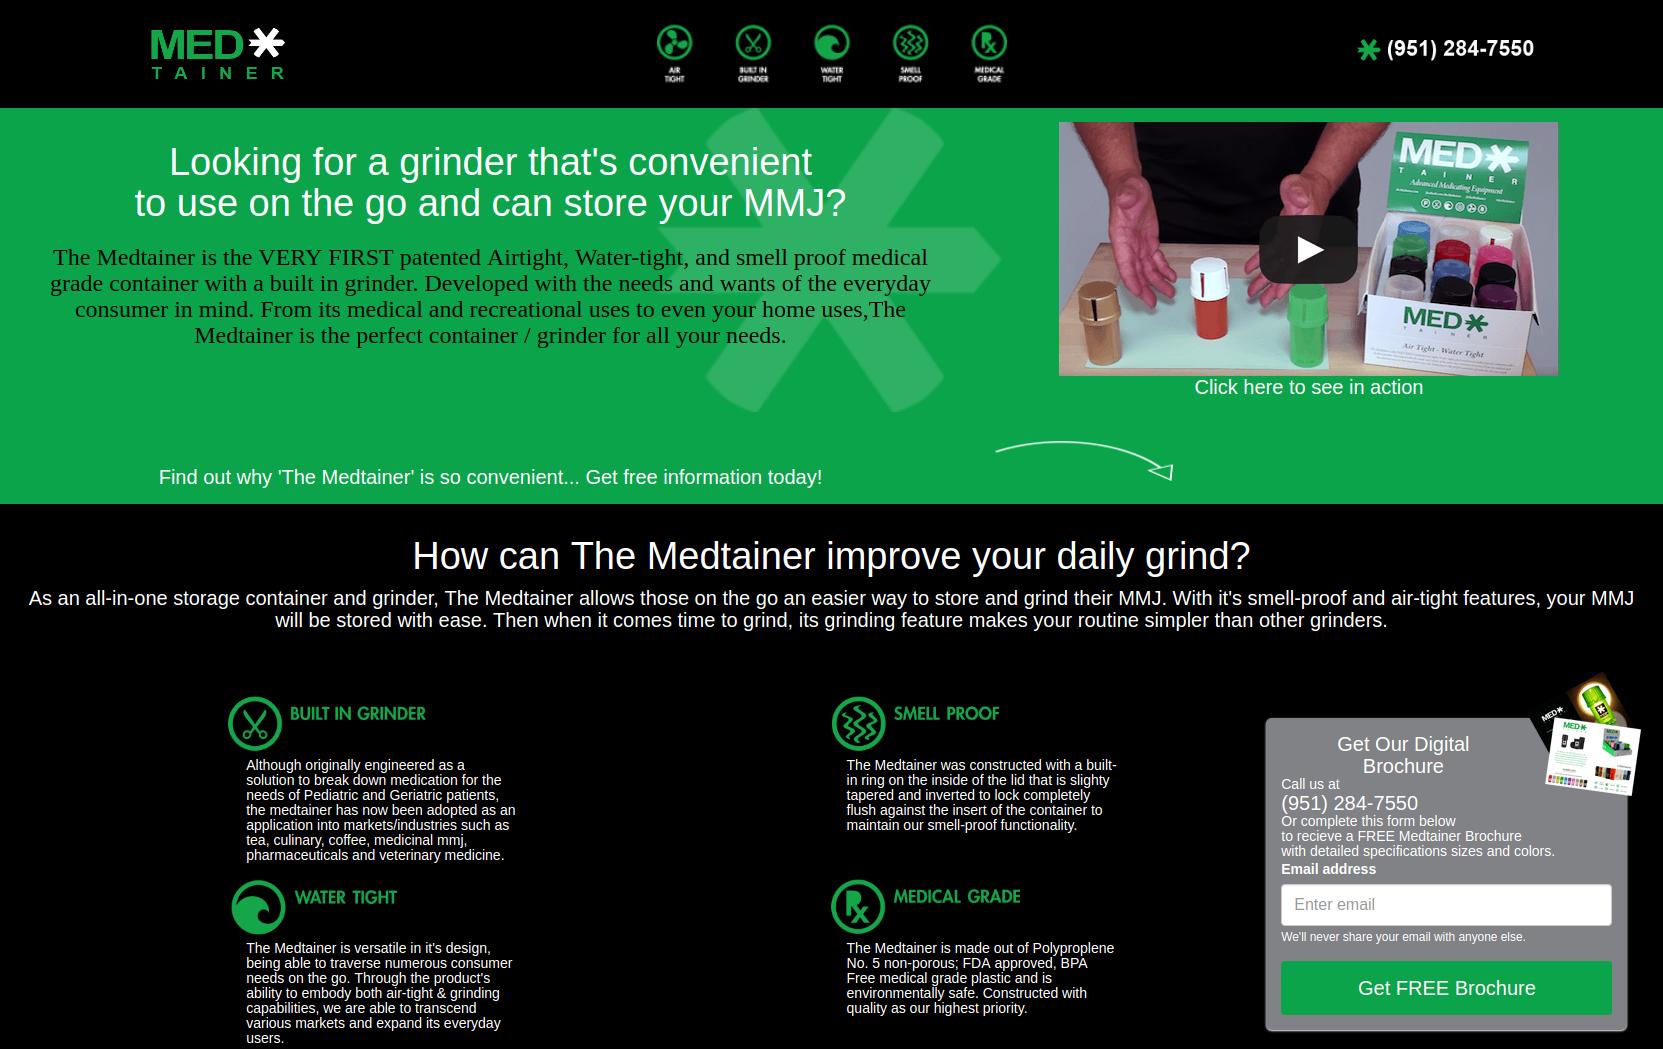 MED
TAINER
AIR
TIGHT
BUILT IN
GRINDER
WATER
TIGHT
SMELL
PROOF
MEDICAL
GRADE
(951) 284-7550
Looking for a grinder that's convenient
to use on the go and can store your MMJ?
The Medtainer is the VERY FIRST patented Airtight, Water-tight, and smell proof medical
grade container with a built in grinder. Developed with the needs and wants of the everyday
consumer in mind. From its medical and recreational uses to even your home uses,The
Medtainer is the perfect container / grinder for all your needs.
MED
TAINER
Advanced Medicating Equipment
MED
TAINER
Air Tight - Water Tight
Click here to see in action
Find out why 'The Medtainer' is so convenient... Get free information today!
How can The Medtainer improve your daily grind?
As an all-in-one storage container and grinder, The Medtainer allows those on the go an easier way to store and grind their MMJ. With it's smell-proof and air-tight features, your MMJ
will be stored with ease. Then when it comes time to grind, its grinding feature makes your routine simpler than other grinders.
BUILT IN GRINDER
Although originally engineered as a
solution to break down medication for the
needs of Pediatric and Geriatric patients,
the medtainer has now been adopted as an
application into markets/industries such as
tea, culinary, coffee, medicinal mmj,
pharmaceuticals and veterinary medicine.
SMELL PROOF
The Medtainer was constructed with a built-
in ring on the inside of the lid that is slighty
tapered and inverted to lock completely
flush against the insert of the container to
maintain our smell-proof functionality.
WATER TIGHT
The Medtainer is versatile in it's design,
being able to traverse numerous consumer
needs on the go. Through the product's
ability to embody both air-tight & grinding
capabilities, we are able to transcend
various markets and expand its everyday
users.
Rx
MEDICAL GRADE
The Medtainer is made out of Polyproplene
No. 5 non-porous; FDA approved, BPA
Free medical grade plastic and is
environmentally safe. Constructed with
quality as our highest priority.
MED
MED
Get Our Digital
Brochure
Call us at
(951) 284-7550
Or complete this form below
to recieve a FREE Medtainer Brochure
with detailed specifications sizes and colors.
Email address
Enter email
We'll never share your email with anyone else.
Get FREE Brochure